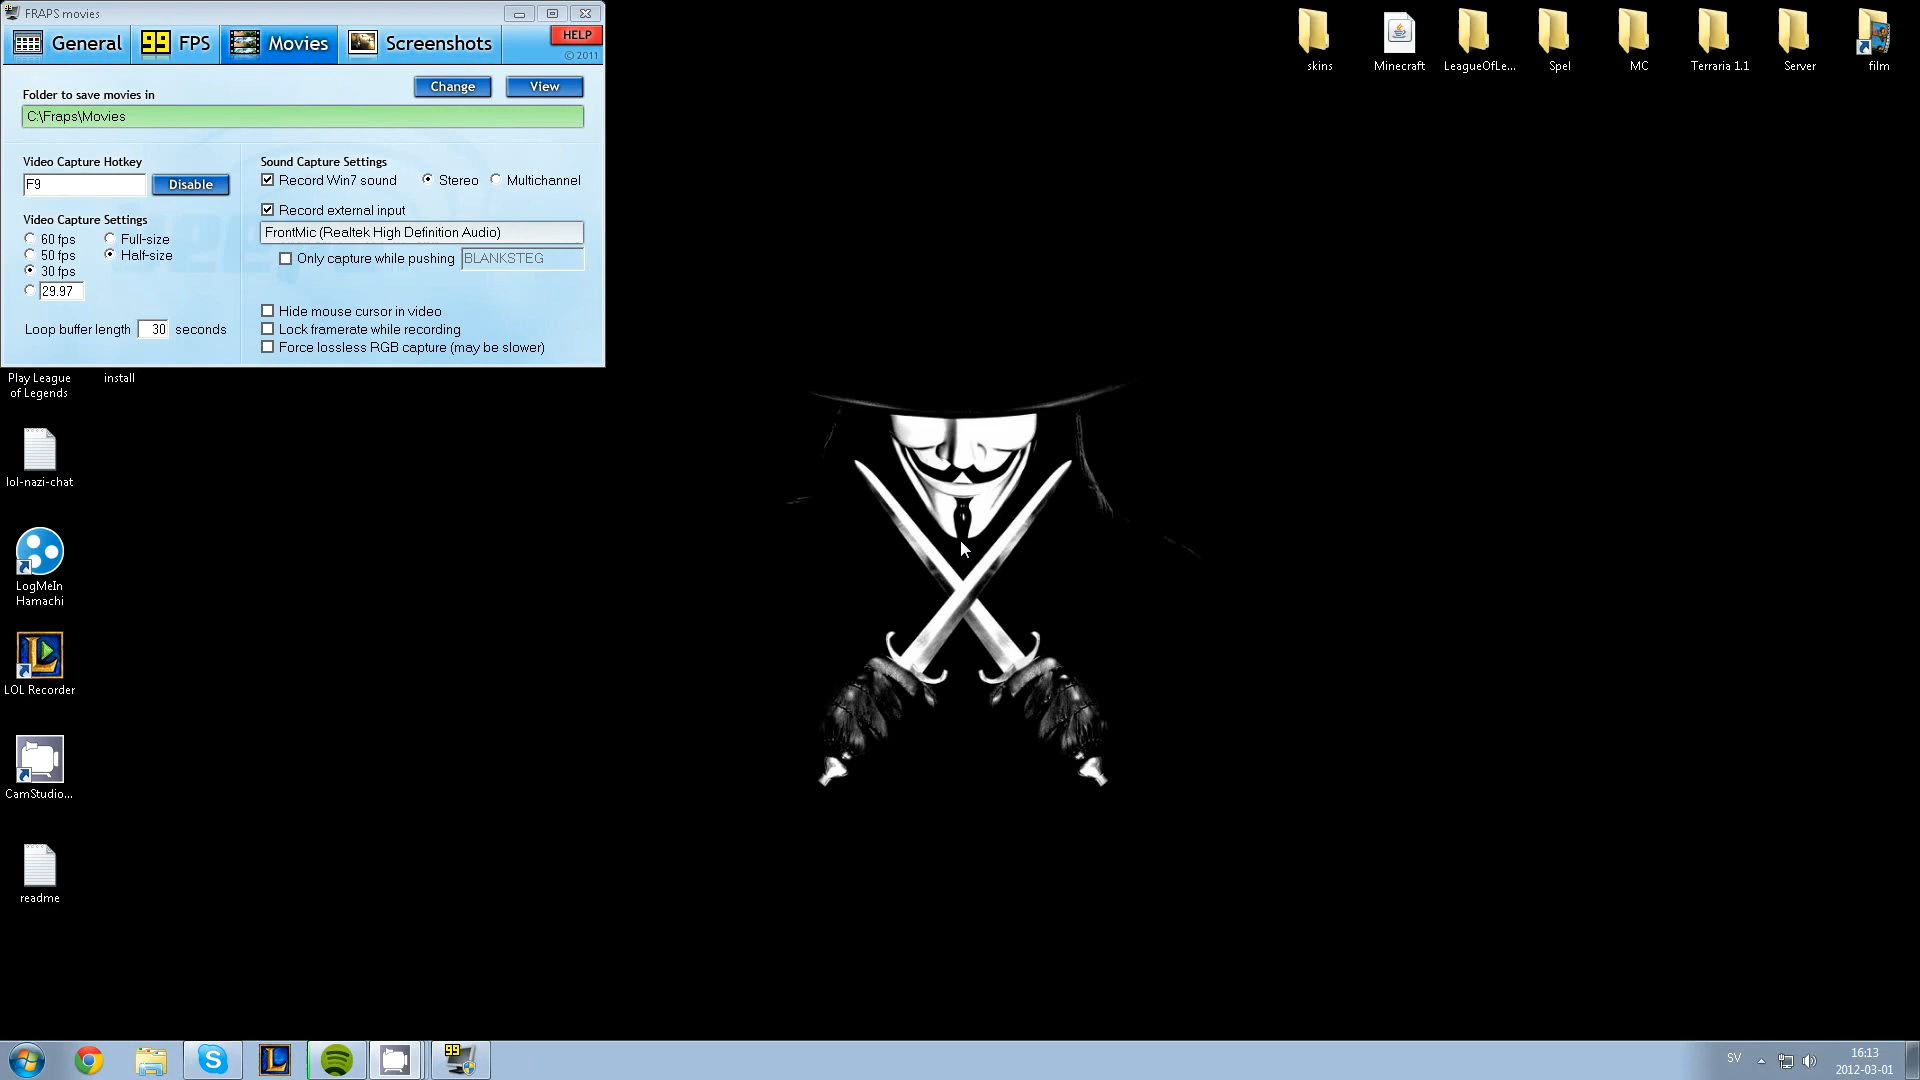 FRAPS movies
General
99 FPS
Movies
Screenshots
HELP
© 2011
Folder to save movies in
Change
View
C:\Fraps\Movies
Video Capture Hotkey
F9
Disable
Video Capture Settings
60 fps
Full-size
50 fps
Half-size
30 fps
29.97
Loop buffer length 30 seconds
Sound Capture Settings
Record Win7 sound
Stereo
Multichannel
Record external input
FrontMic (Realtek High Definition Audio)
Only capture while pushing BLANKSTEG
Hide mouse cursor in video
Lock framerate while recording
Force lossless RGB capture (may be slower)
skins
Minecraft
LeagueOfLe...
Spel
MC
Terraria 1.1
Server
film
Play League
of Legends
install
lol-nazi-chat
LogMeIn
Hamachi
LOL Recorder
CamStudio...
readme
99
SV
16:13
2012-03-01